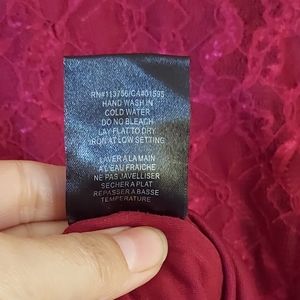 RN#113756/CA#01595
HAND WASH IN
COLD WATER
DO NO BLEACH
LAY FLAT TO DRY
IRON AT LOW SETTING
LAVER A LA MAIN
A L'EAU FRAICHE
NE PAS JAVELLISER
SECHER A PLAT
REPASSER A BASSE
TEMPERATURE